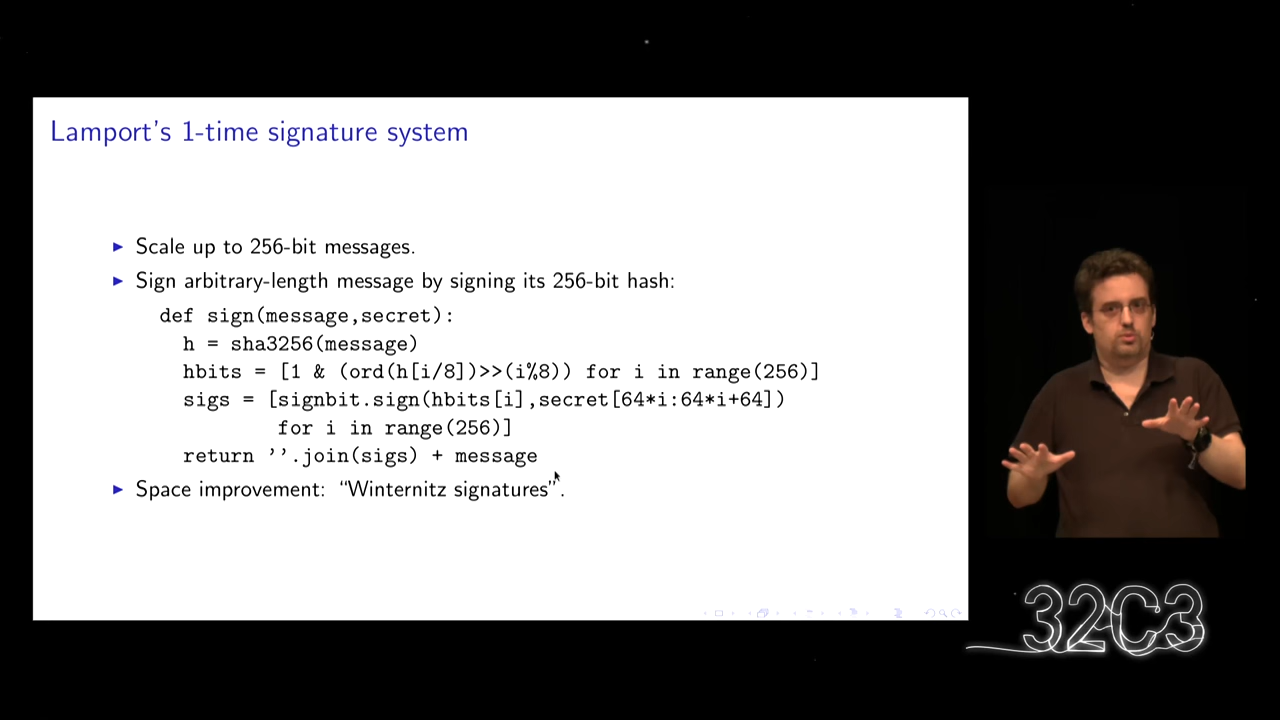 Lamport's 1-time signature system
▶ Scale up to 256-bit messages.
▶ Sign arbitrary-length message by signing its 256-bit hash:
def sign(message,secret):
  h = sha3256(message)
  hbits = [1 & (ord(h[i/8])>>(i%8)) for i in range(256)]
  sigs = [signbit.sign(hbits[i],secret[64*i:64*i+64])
          for i in range(256)]
  return ''.join(sigs) + message
▶ Space improvement: “Winternitz signatures”.
32C3